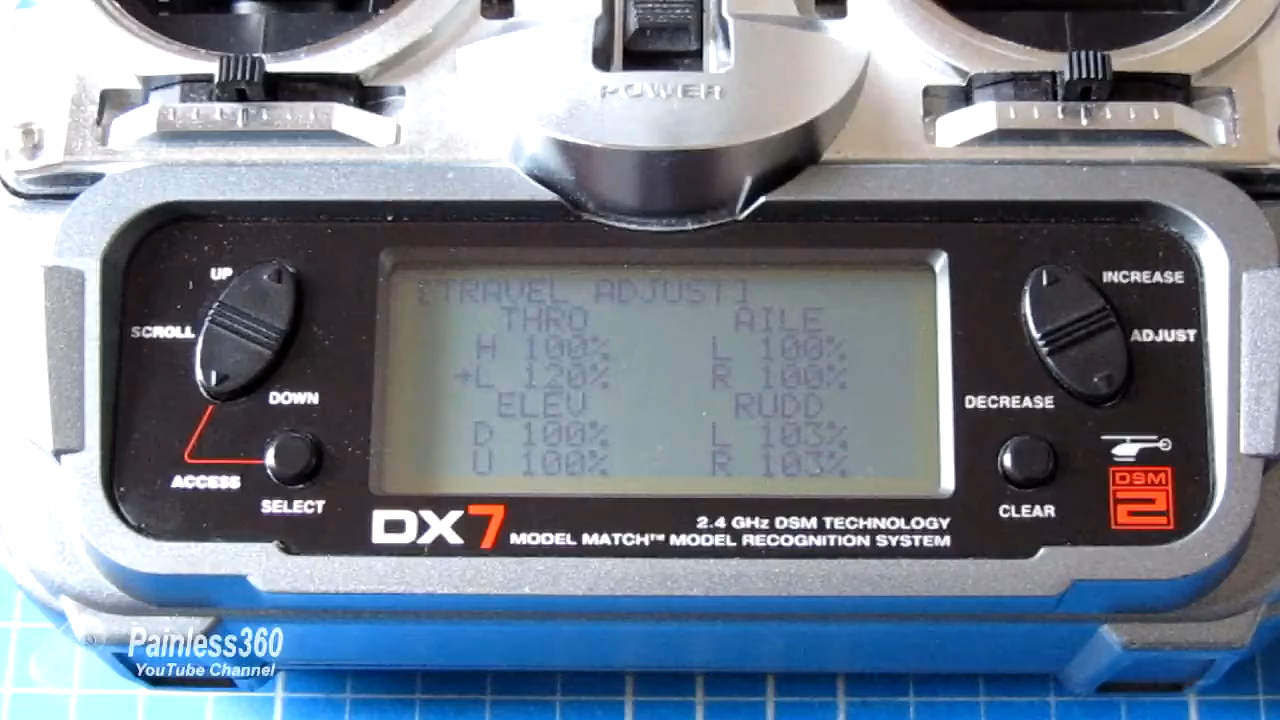 POWER
UP
SCROLL
DOWN
ACCESS
SELECT
[TRAVEL ADJUST]
THRO AILE
H 100% L 100%
→L 120% R 100%
ELEV RUDD
D 100% L 103%
U 100% R 103%
INCREASE
ADJUST
DECREASE
CLEAR
DSM
2
DX7
2.4 GHz DSM TECHNOLOGY
MODEL MATCH™ MODEL RECOGNITION SYSTEM
Painless360
YouTube Channel